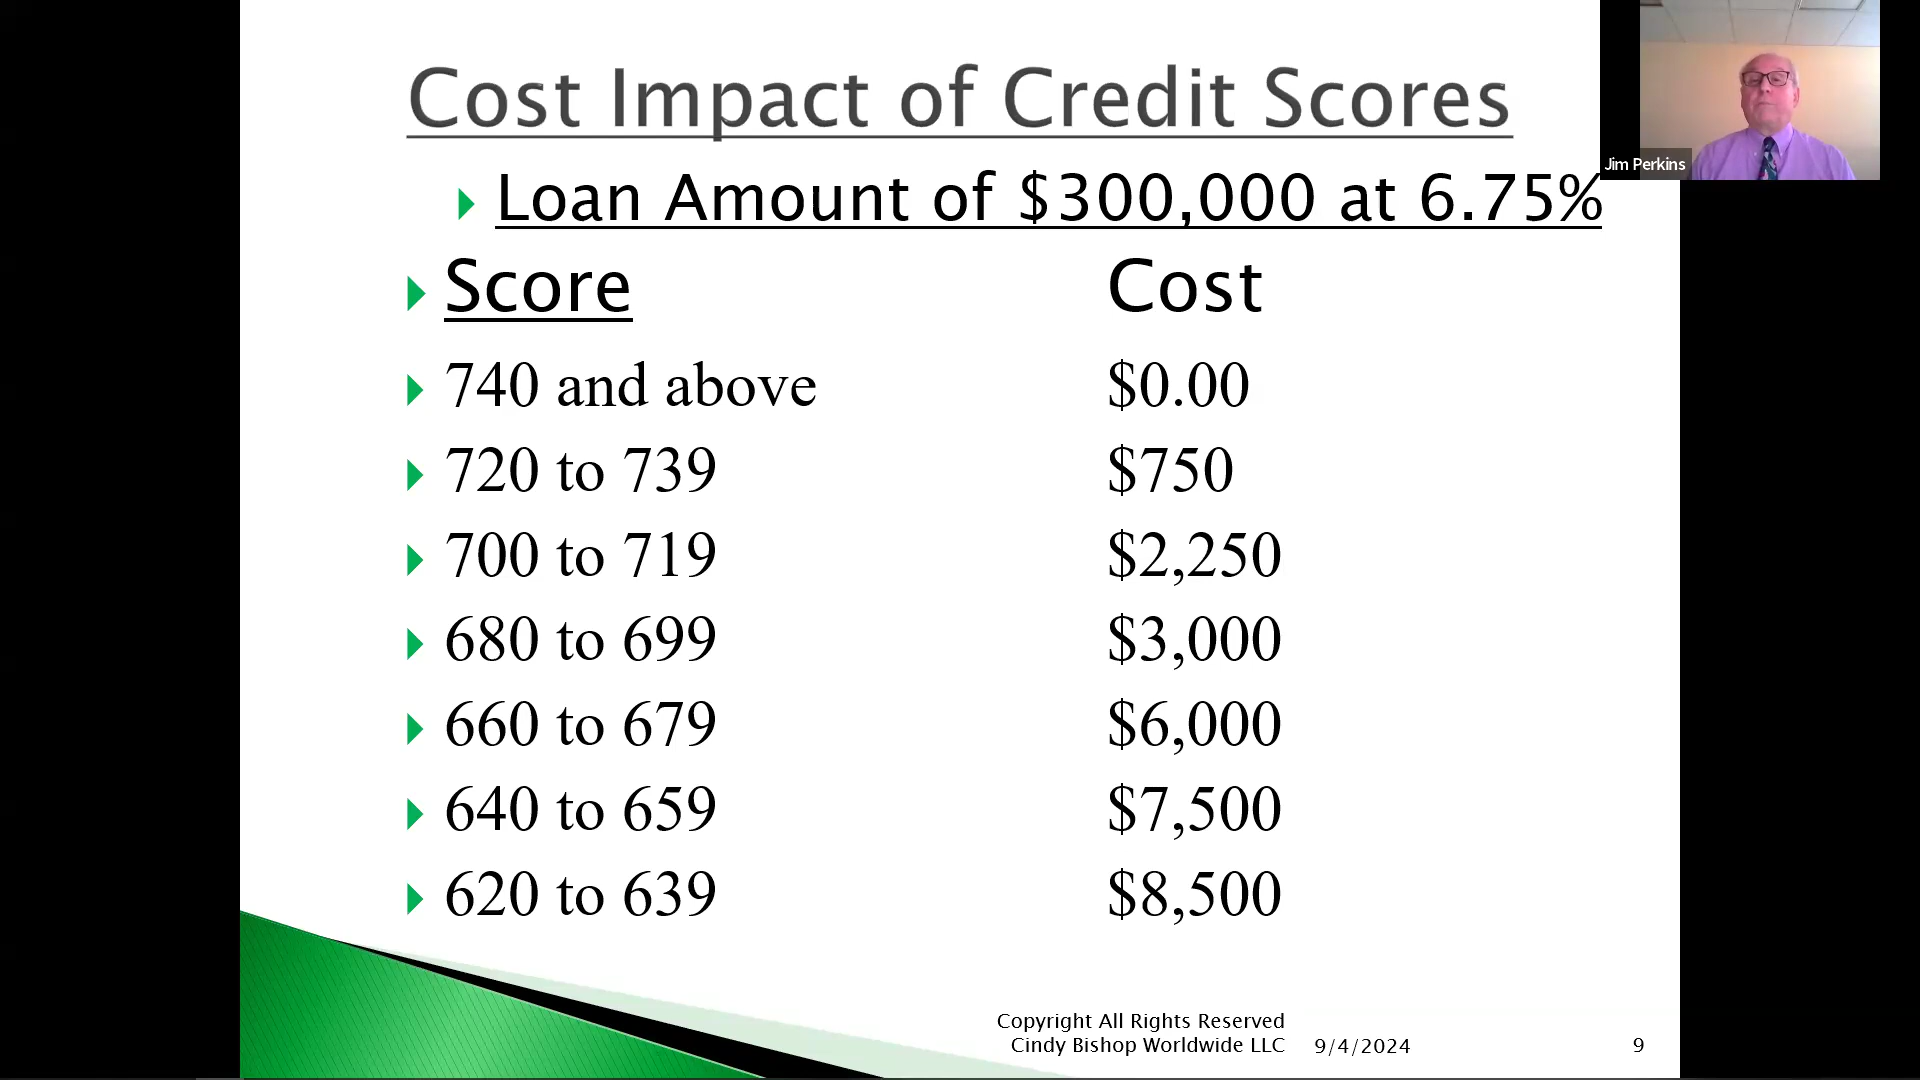 Cost Impact of Credit Scores
Jim Perkins
Loan Amount of $300,000 at 6.75%
Score Cost
740 and above $0.00
720 to 739 $750
700 to 719 $2,250
680 to 699 $3,000
660 to 679 $6,000
640 to 659 $7,500
620 to 639 $8,500
Copyright All Rights Reserved
Cindy Bishop Worldwide LLC 9/4/2024 9